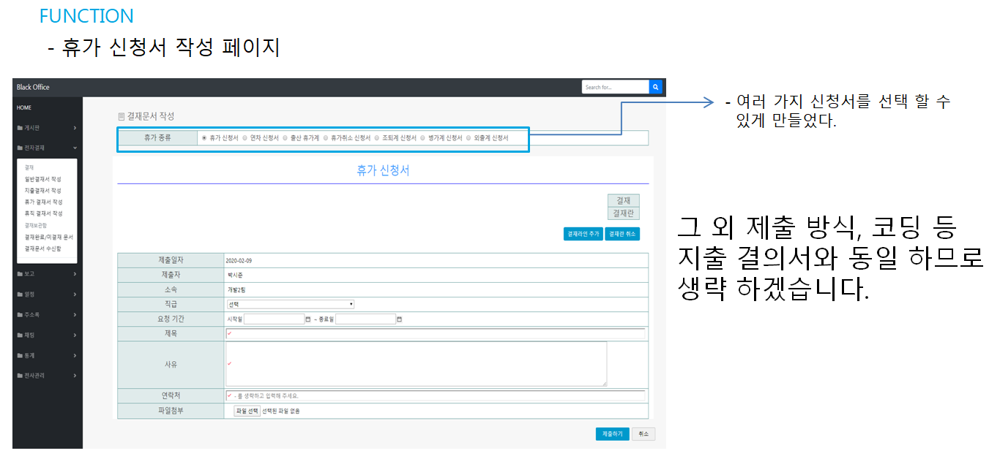 FUNCTION
- 휴가 신청서 작성 페이지
Black Office
Search for...
HOME
게시판
전자결재
결재
일반결재서 작성
지출결재서 작성
휴가 결재서 작성
휴직 결재서 작성
결재보관함
결재완료/미결재 문서
결재문서 수신함
보고
일정
주소록
채팅
통계
전사관리
결재문서 작성
휴가 종류 휴가 신청서 연차 신청서 출산 휴가계 휴가취소 신청서 조퇴계 신청서 병가계 신청서 외출계 신청서
휴가 신청서
결재
결재란
결재라인 추가 결재란 취소
제출일자 2020-02-09
제출자 박시준
소속 개발2팀
직급 선택
요청 기간 시작일 ~ 종료일
제목
사유
연락처 - 를 생략하고 입력해 주세요.
파일첨부 파일 선택 선택된 파일 없음
제출하기 취소
- 여러 가지 신청서를 선택 할 수
있게 만들었다.
그 외 제출 방식, 코딩 등
지출 결의서와 동일 하므로
생략 하겠습니다.